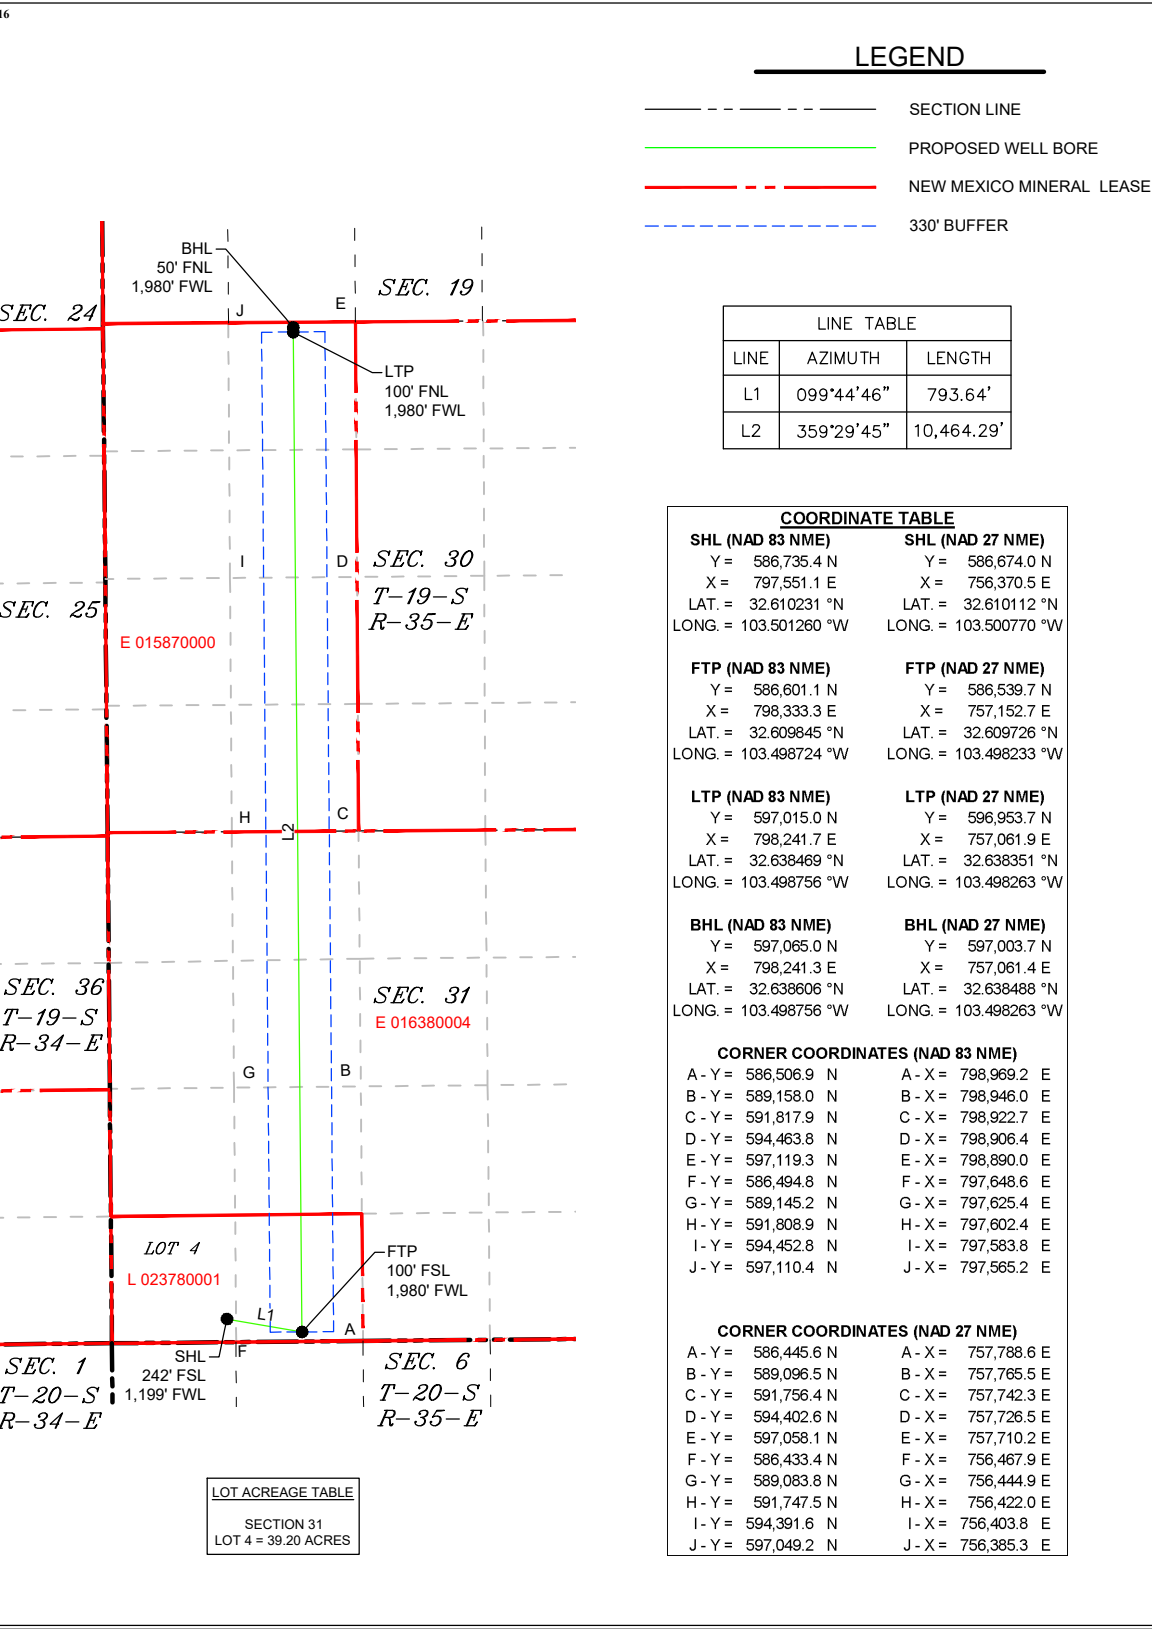 16
LEGEND
SECTION LINE
PROPOSED WELL BORE
NEW MEXICO MINERAL LEASE
330' BUFFER
BHL
50' FNL
1,980' FWL
SEC. 24
J
E
SEC. 19
LTP
100' FNL
1,980' FWL
I
D
SEC. 30
T-19-S
R-35-E
SEC. 25
E 015870000
H
C
L2
SEC. 36
T-19-S
R-34-E
SEC. 31
E 016380004
G
B
LOT 4
L 023780001
FTP
100' FSL
1,980' FWL
L1
A
F
SHL
242' FSL
1,199' FWL
SEC. 1
T-20-S
R-34-E
SEC. 6
T-20-S
R-35-E
LOT ACREAGE TABLE
SECTION 31
LOT 4 = 39.20 ACRES
LINE TABLE
LINE AZIMUTH LENGTH
L1 099°44'46" 793.64'
L2 359°29'45" 10,464.29'
COORDINATE TABLE
SHL (NAD 83 NME) SHL (NAD 27 NME)
Y = 586,735.4 N Y = 586,674.0 N
X = 797,551.1 E X = 756,370.5 E
LAT. = 32.610231 °N LAT. = 32.610112 °N
LONG. = 103.501260 °W LONG. = 103.500770 °W
FTP (NAD 83 NME) FTP (NAD 27 NME)
Y = 586,601.1 N Y = 586,539.7 N
X = 798,333.3 E X = 757,152.7 E
LAT. = 32.609845 °N LAT. = 32.609726 °N
LONG. = 103.498724 °W LONG. = 103.498233 °W
LTP (NAD 83 NME) LTP (NAD 27 NME)
Y = 597,015.0 N Y = 596,953.7 N
X = 798,241.7 E X = 757,061.9 E
LAT. = 32.638469 °N LAT. = 32.638351 °N
LONG. = 103.498756 °W LONG. = 103.498263 °W
BHL (NAD 83 NME) BHL (NAD 27 NME)
Y = 597,065.0 N Y = 597,003.7 N
X = 798,241.3 E X = 757,061.4 E
LAT. = 32.638606 °N LAT. = 32.638488 °N
LONG. = 103.498756 °W LONG. = 103.498263 °W
CORNER COORDINATES (NAD 83 NME)
A - Y = 586,506.9 N A - X = 798,969.2 E
B - Y = 589,158.0 N B - X = 798,946.0 E
C - Y = 591,817.9 N C - X = 798,922.7 E
D - Y = 594,463.8 N D - X = 798,906.4 E
E - Y = 597,119.3 N E - X = 798,890.0 E
F - Y = 586,494.8 N F - X = 797,648.6 E
G - Y = 589,145.2 N G - X = 797,625.4 E
H - Y = 591,808.9 N H - X = 797,602.4 E
I - Y = 594,452.8 N I - X = 797,583.8 E
J - Y = 597,110.4 N J - X = 797,565.2 E
CORNER COORDINATES (NAD 27 NME)
A - Y = 586,445.6 N A - X = 757,788.6 E
B - Y = 589,096.5 N B - X = 757,765.5 E
C - Y = 591,756.4 N C - X = 757,742.3 E
D - Y = 594,402.6 N D - X = 757,726.5 E
E - Y = 597,058.1 N E - X = 757,710.2 E
F - Y = 586,433.4 N F - X = 756,467.9 E
G - Y = 589,083.8 N G - X = 756,444.9 E
H - Y = 591,747.5 N H - X = 756,422.0 E
I - Y = 594,391.6 N I - X = 756,403.8 E
J - Y = 597,049.2 N J - X = 756,385.3 E